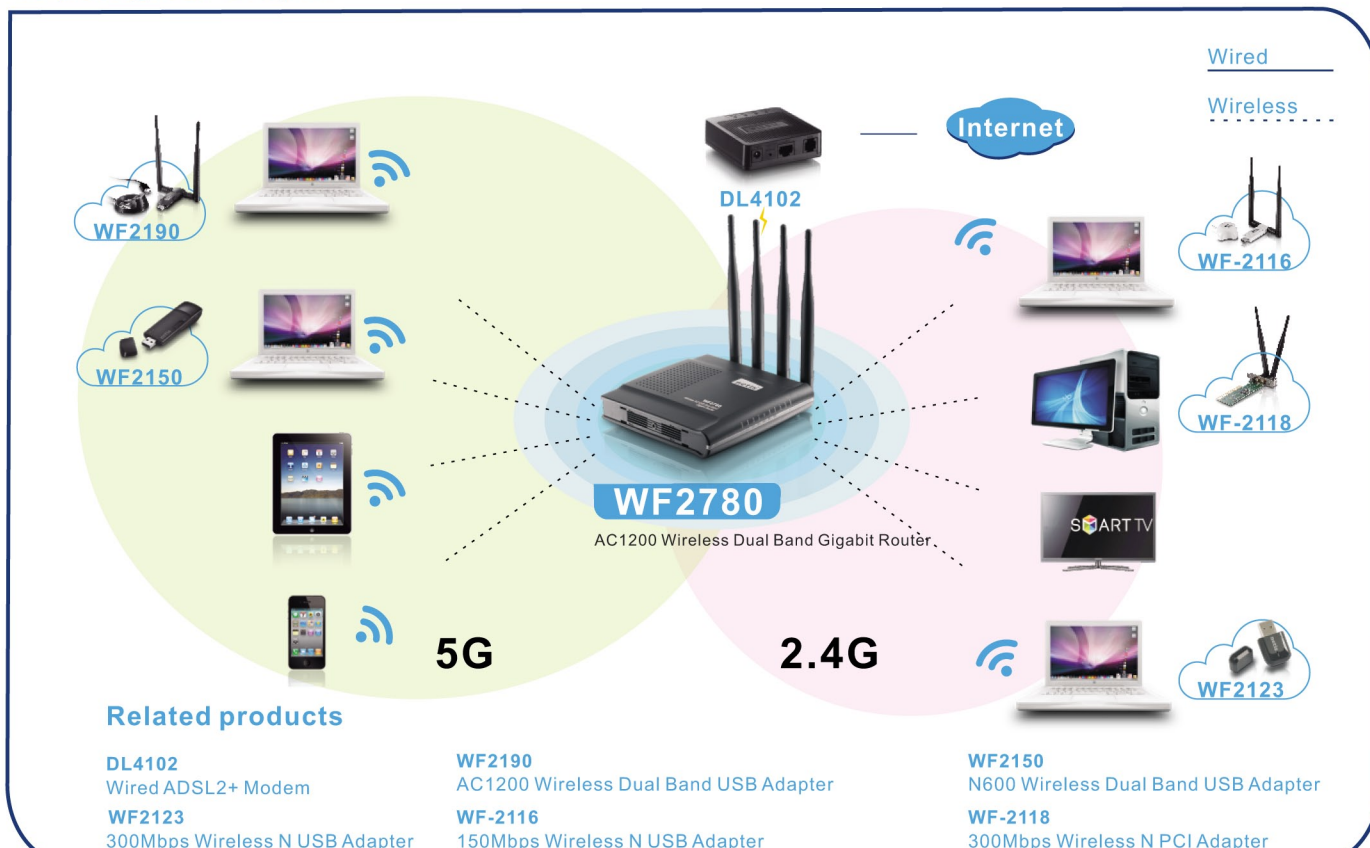 Wired
Wireless
Internet
DL4102
WF2190
WF-2116
WF2150
WF-2118
SMART TV
WF2780
AC1200 Wireless Dual Band Gigabit Router
5G
2.4G
WF2123
Related products
DL4102
Wired ADSL2+ Modem
WF2190
AC1200 Wireless Dual Band USB Adapter
WF2150
N600 Wireless Dual Band USB Adapter
WF2123
300Mbps Wireless N USB Adapter
WF-2116
150Mbps Wireless N USB Adapter
WF-2118
300Mbps Wireless N PCI Adapter